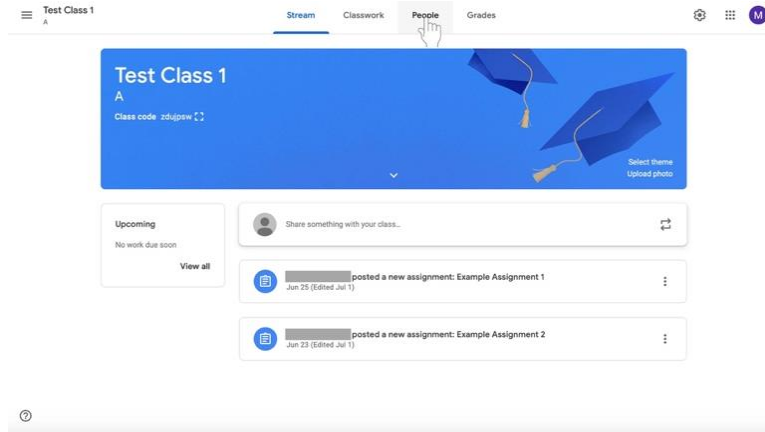 Test Class 1
A
Stream Classwork People Grades
M
Test Class 1
A
Class code zdujpsw
Select theme
Upload photo
Upcoming
No work due soon
View all
Share something with your class...
posted a new assignment: Example Assignment 1
Jun 25 (Edited Jul 1)
posted a new assignment: Example Assignment 2
Jun 23 (Edited Jul 1)